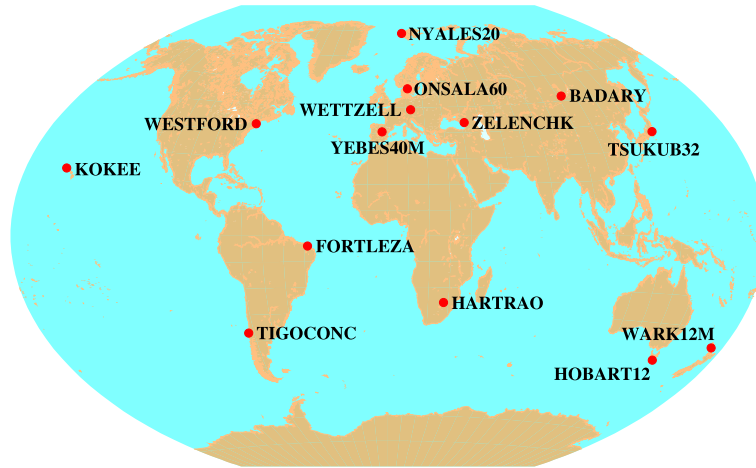 NYALES20
ONSALA60
BADARY
WETTZELL
WESTFORD
ZELENCHK
YEBES40M
TSUKUB32
KOKEE
FORTLEZA
HARTRAO
TIGOCONC
WARK12M
HOBART12